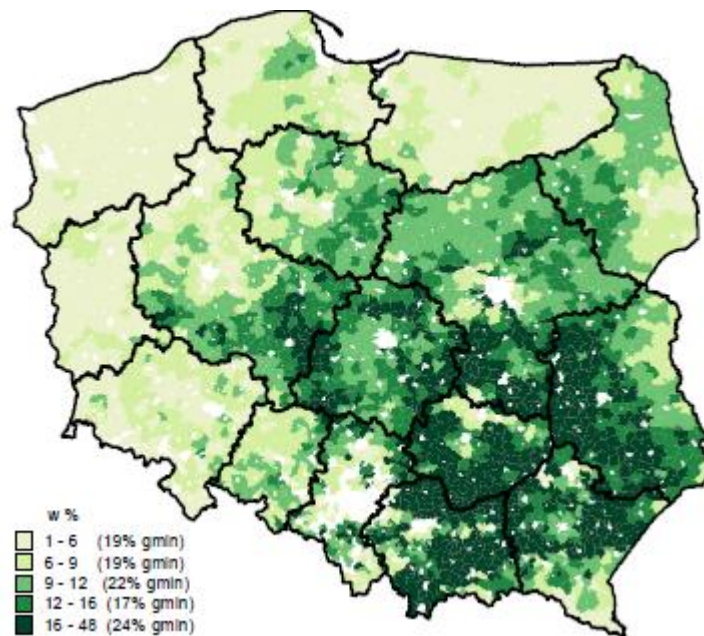 w %
1 - 6 (19% gmin)
6 - 9 (19% gmin)
9 - 12 (22% gmin)
12 - 16 (17% gmin)
16 - 48 (24% gmin)